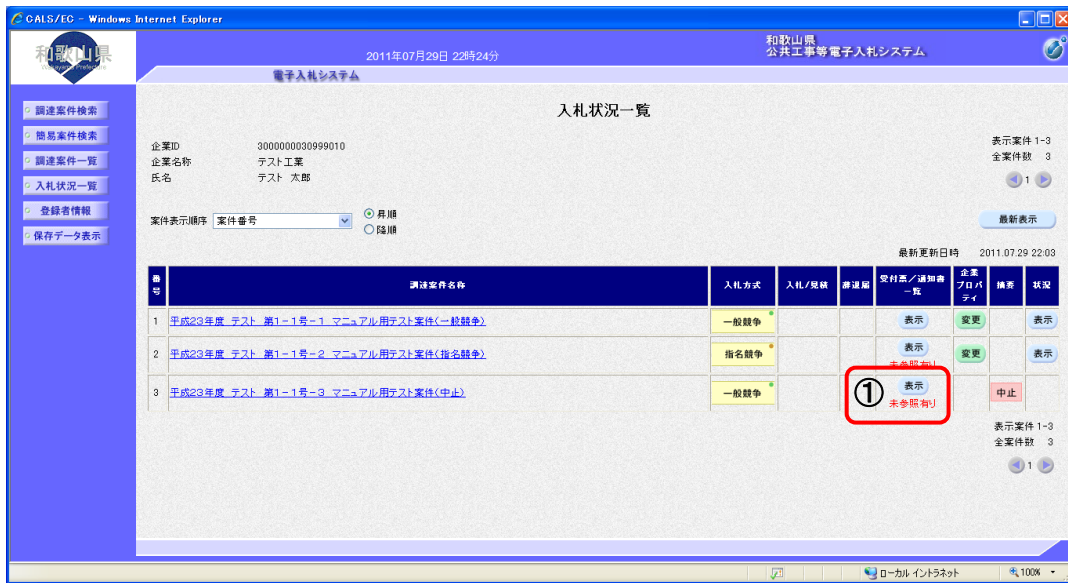 CALS/EC - Windows Internet Explorer
和歌山県
Wakayama Prefecture
2011年07月29日 22時24分
和歌山県
公共工事等電子入札システム
電子入札システム
調達案件検索
簡易案件検索
調達案件一覧
入札状況一覧
登録者情報
保存データ表示
入札状況一覧
企業ID 3000000030999010
企業名称 テスト工業
氏名 テスト 太郎
表示案件 1-3
全案件数 3
1
案件表示順序 案件番号
昇順
降順
最新表示
最新更新日時 2011.07.29 22:03
番号 調達案件名称 入札方式 入札/見積 辞退届 受付票/通知書一覧 企業プロパティ 摘要 状況
1 平成23年度 テスト 第1-1号-1 マニュアル用テスト案件(一般競争) 一般競争 表示 変更 表示
2 平成23年度 テスト 第1-1号-2 マニュアル用テスト案件(指名競争) 指名競争 表示 未参照有り 変更 表示
3 平成23年度 テスト 第1-1号-3 マニュアル用テスト案件(中止) 一般競争 ① 表示 未参照有り 中止
表示案件 1-3
全案件数 3
1
ローカル イントラネット 100%